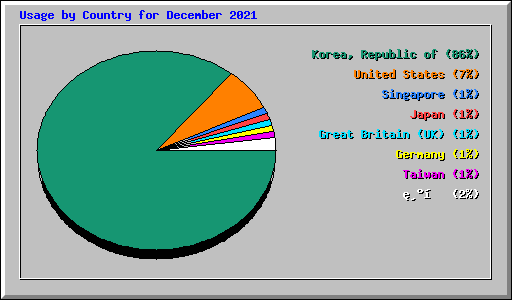 Usage by Country for December 2021
Korea, Republic of (86%)
United States (7%)
Singapore (1%)
Japan (1%)
Great Britain (UK) (1%)
Germany (1%)
Taiwan (1%)
(2%)